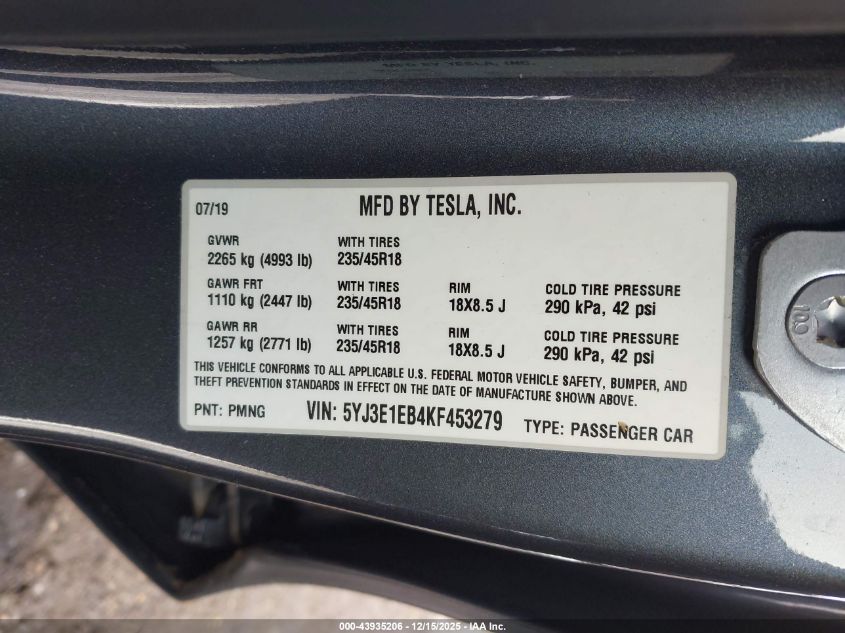 MFD BY TESLA, INC.
07/19 MFD BY TESLA, INC.
GVWR WITH TIRES
2265 kg (4993 lb) 235/45R18
GAWR FRT WITH TIRES RIM COLD TIRE PRESSURE
1110 kg (2447 lb) 235/45R18 18X8.5 J 290 kPa, 42 psi
GAWR RR WITH TIRES RIM COLD TIRE PRESSURE
1257 kg (2771 lb) 235/45R18 18X8.5 J 290 kPa, 42 psi
THIS VEHICLE CONFORMS TO ALL APPLICABLE U.S. FEDERAL MOTOR VEHICLE SAFETY, BUMPER, AND
THEFT PREVENTION STANDARDS IN EFFECT ON THE DATE OF MANUFACTURE SHOWN ABOVE.
PNT: PMNG VIN: 5YJ3E1EB4KF453279 TYPE: PASSENGER CAR
000-43935206 - 12/15/2025 - IAA Inc.